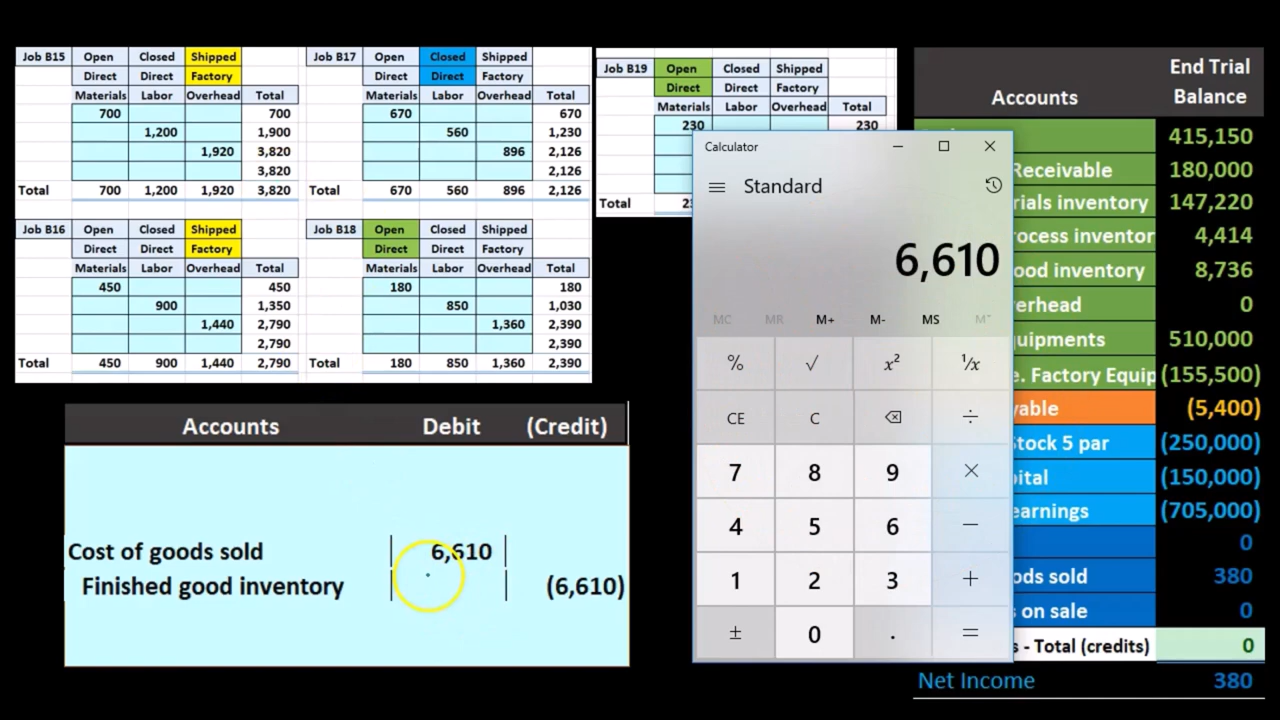 Job B15 Open Closed Shipped
Direct Direct Factory
Materials Labor Overhead Total
700 700
1,200 1,900
1,920 3,820
3,820
Total 700 1,200 1,920 3,820
Job B17 Open Closed Shipped
Direct Direct Factory
Materials Labor Overhead Total
670 670
560 1,230
896 2,126
2,126
Total 670 560 896 2,126
Job B19 Open Closed Shipped
Direct Direct Factory
Materials Labor Overhead Total
230 230
Total
Job B16 Open Closed Shipped
Direct Direct Factory
Materials Labor Overhead Total
450 450
900 1,350
1,440 2,790
2,790
Total 450 900 1,440 2,790
Job B18 Open Closed Shipped
Direct Direct Factory
Materials Labor Overhead Total
180 180
850 1,030
1,360 2,390
2,390
Total 180 850 1,360 2,390
Accounts Debit (Credit)
Cost of goods sold 6,610
Finished good inventory (6,610)
Calculator
Standard
6,610
MC MR M+ M- MS
% √ x² ¹/x
CE C ÷
7 8 9 ×
4 5 6 −
1 2 3 +
± 0 . =
End Trial
Accounts Balance
415,150
Receivable 180,000
rials inventory 147,220
rocess inventor 4,414
ood inventory 8,736
erhead 0
quipments 510,000
e. Factory Equip (155,500)
yable (5,400)
Stock 5 par (250,000)
pital (150,000)
earnings (705,000)
0
ods sold 380
s on sale 0
s - Total (credits) 0
Net Income 380